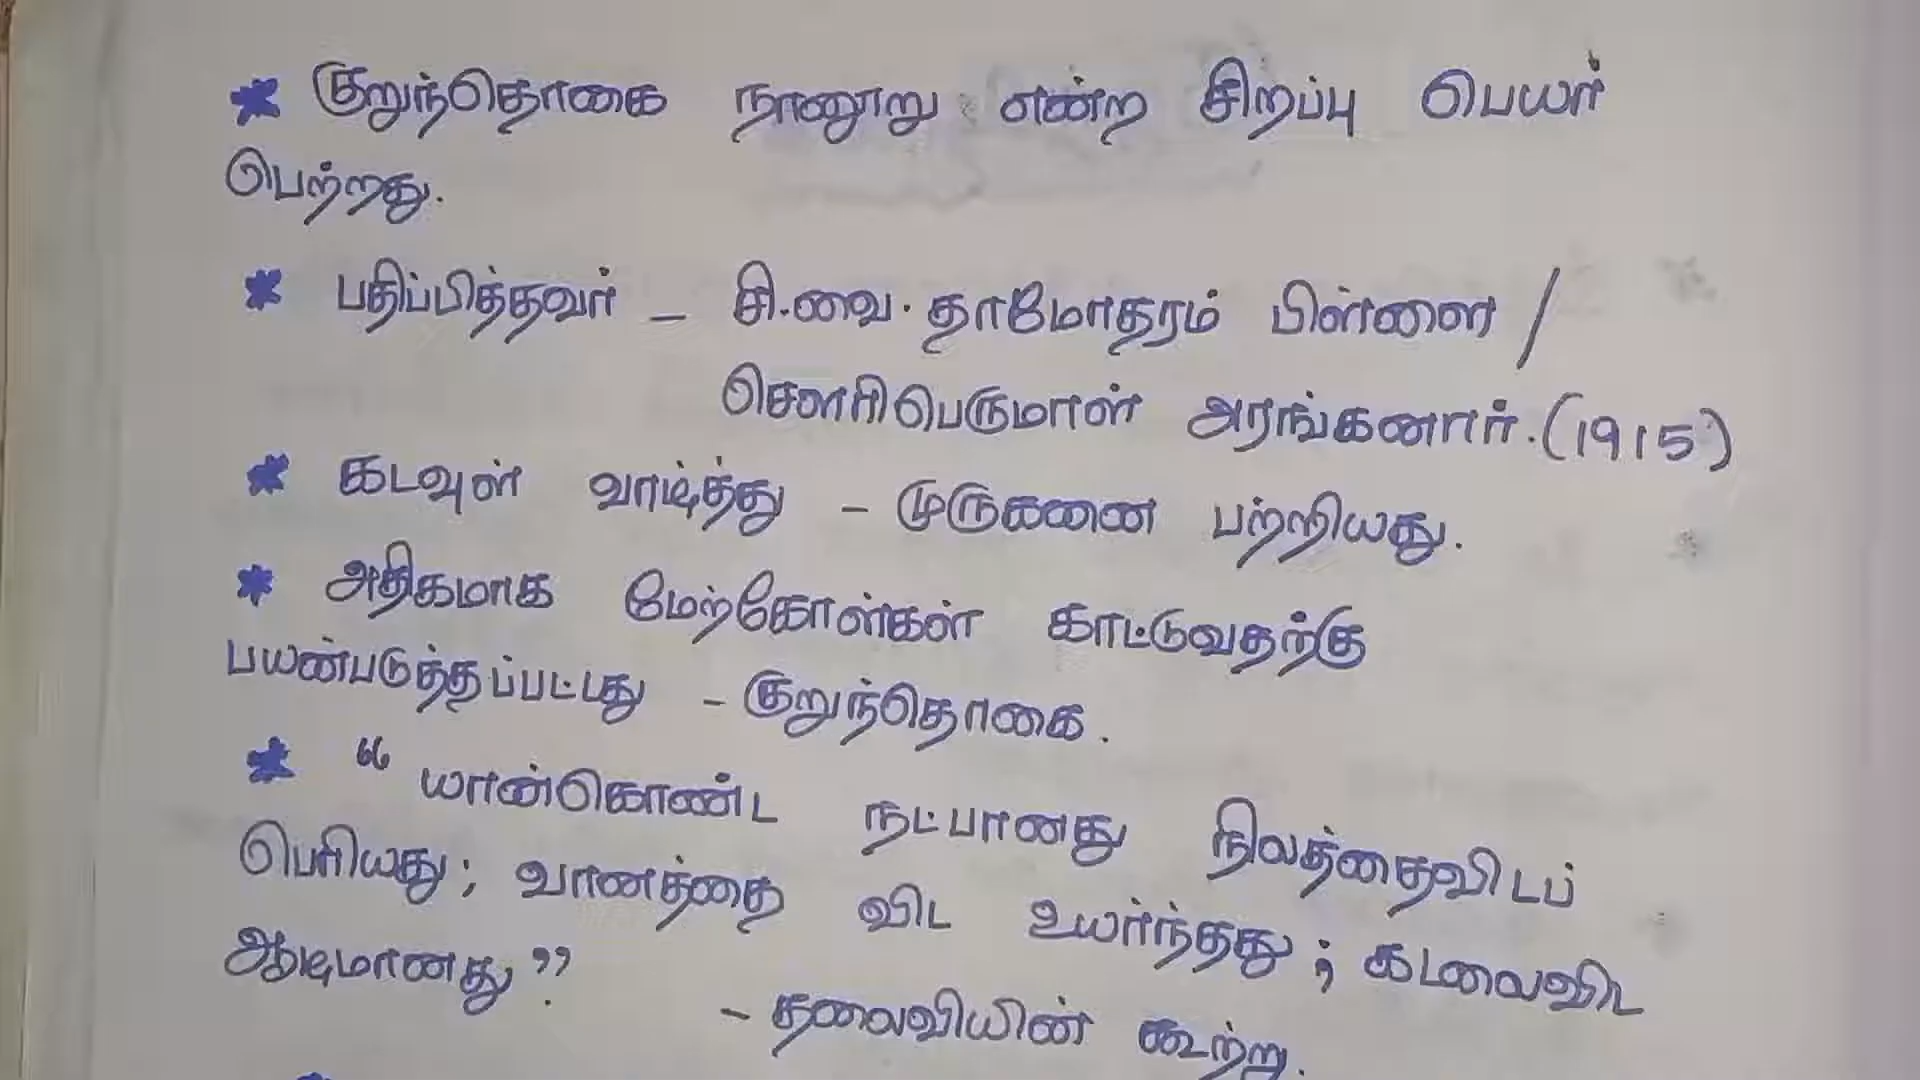 * குறுந்தொகை நானூறு என்ற சிறப்பு பெயர்
பெற்றது.
* பதிப்பித்தவர் - சி.வை.தாமோதரம் பிள்ளை /
சௌரிபெருமாள் அரங்கனார்.(1915)
* கடவுள் வாழ்த்து - முருகனை பற்றியது.
* அதிகமாக மேற்கோள்கள் காட்டுவதற்கு
பயண்படுத்தப்பட்டது - குறுந்தொகை.
* “ யான்கொண்ட நட்பானது நிலத்தைவிடப்
பெரியது; வானத்தை விட உயர்ந்தது; கடலைவிட
ஆழமானது”
- தலைவியின் கூற்று.